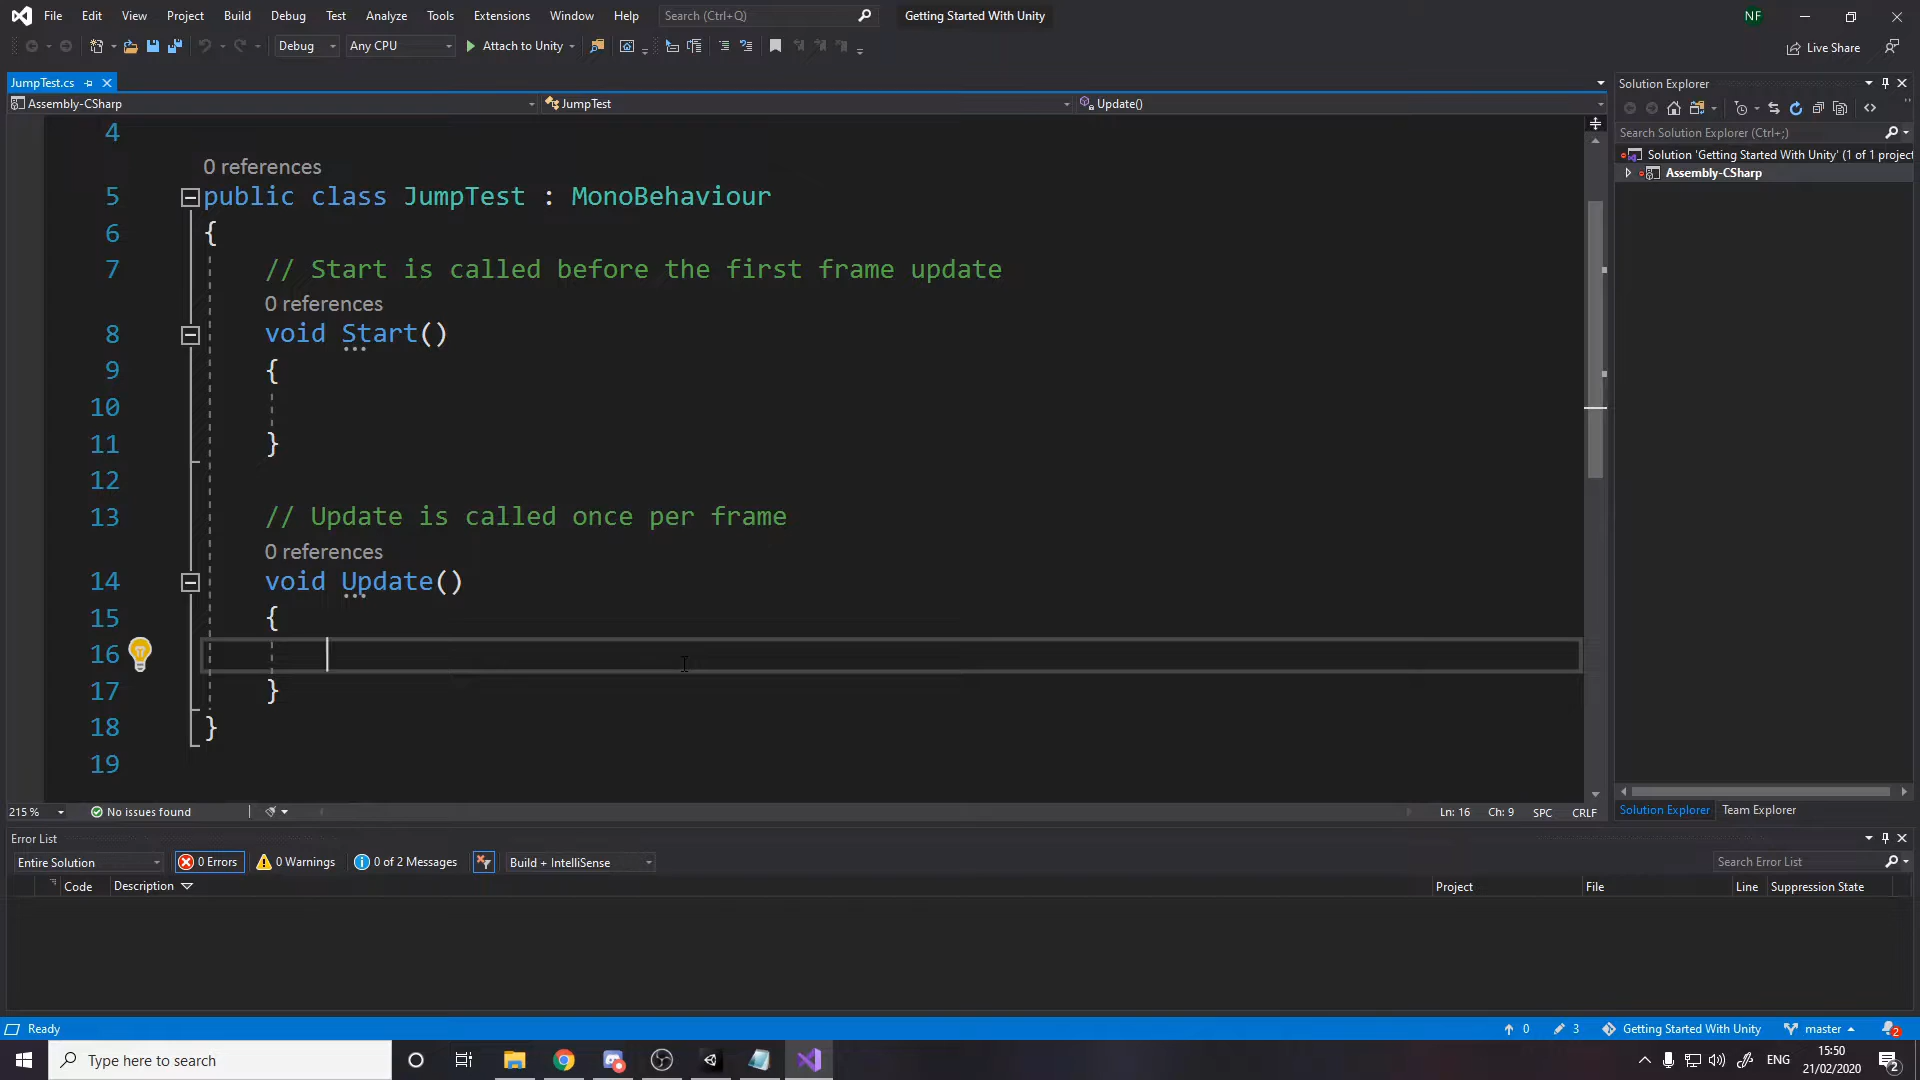 File Edit View Project Build Debug Test Analyze Tools Extensions Window Help Search (Ctrl+Q) Getting Started With Unity NF
Debug Any CPU Attach to Unity Live Share
JumpTest.cs
Assembly-CSharp JumpTest Update()
4
0 references
5 public class JumpTest : MonoBehaviour
6 {
7 // Start is called before the first frame update
0 references
8 void Start()
9 {
10
11 }
12
13 // Update is called once per frame
0 references
14 void Update()
15 {
16
17 }
18 }
19
215 % No issues found Ln: 16 Ch: 9 SPC CRLF
Solution Explorer
Search Solution Explorer (Ctrl+;)
Solution 'Getting Started With Unity' (1 of 1 project
Assembly-CSharp
Solution Explorer Team Explorer
Error List
Entire Solution 0 Errors 0 Warnings 0 of 2 Messages Build + IntelliSense Search Error List
Code Description Project File Line Suppression State
Ready 0 3 Getting Started With Unity master 2
Type here to search ENG 15:50
21/02/2020 2